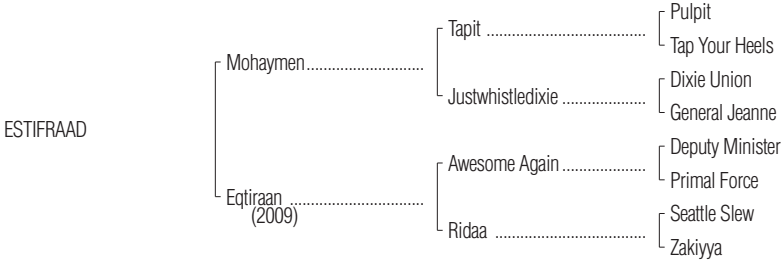 Pulpit
Tapit ....................................
Tap Your Heels
Mohaymen...........................
Dixie Union
Justwhistledixie ....................
General Jeanne
ESTIFRAAD
Deputy Minister
Awesome Again ....................
Primal Force
Eqtiraan ...............................
(2009)
Seattle Slew
Ridaa ....................................
Zakiyya